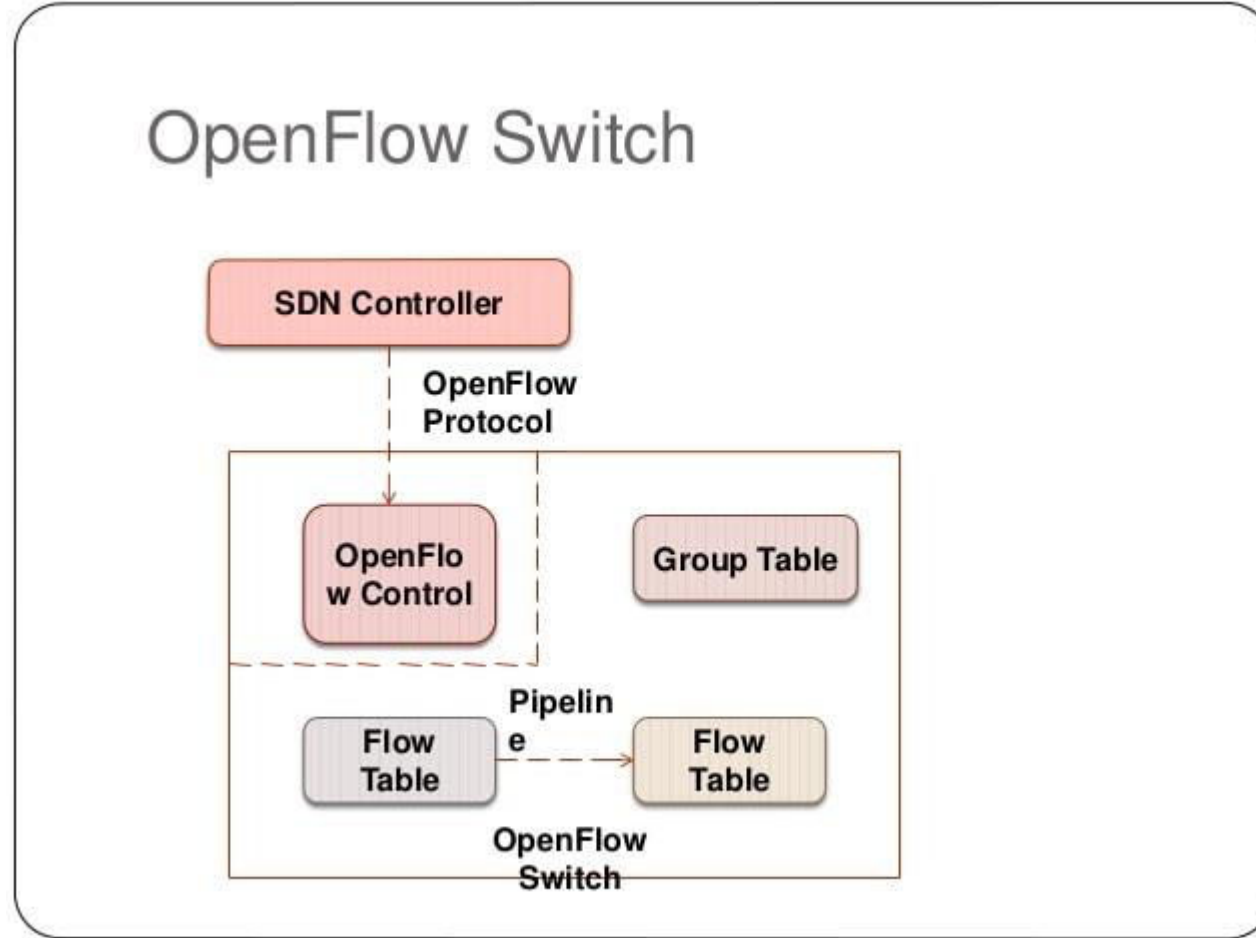 OpenFlow Switch
SDN Controller
OpenFlow
Protocol
OpenFlo
w Control
Group Table
Pipelin
e
Flow
Table
Flow
Table
OpenFlow
Switch